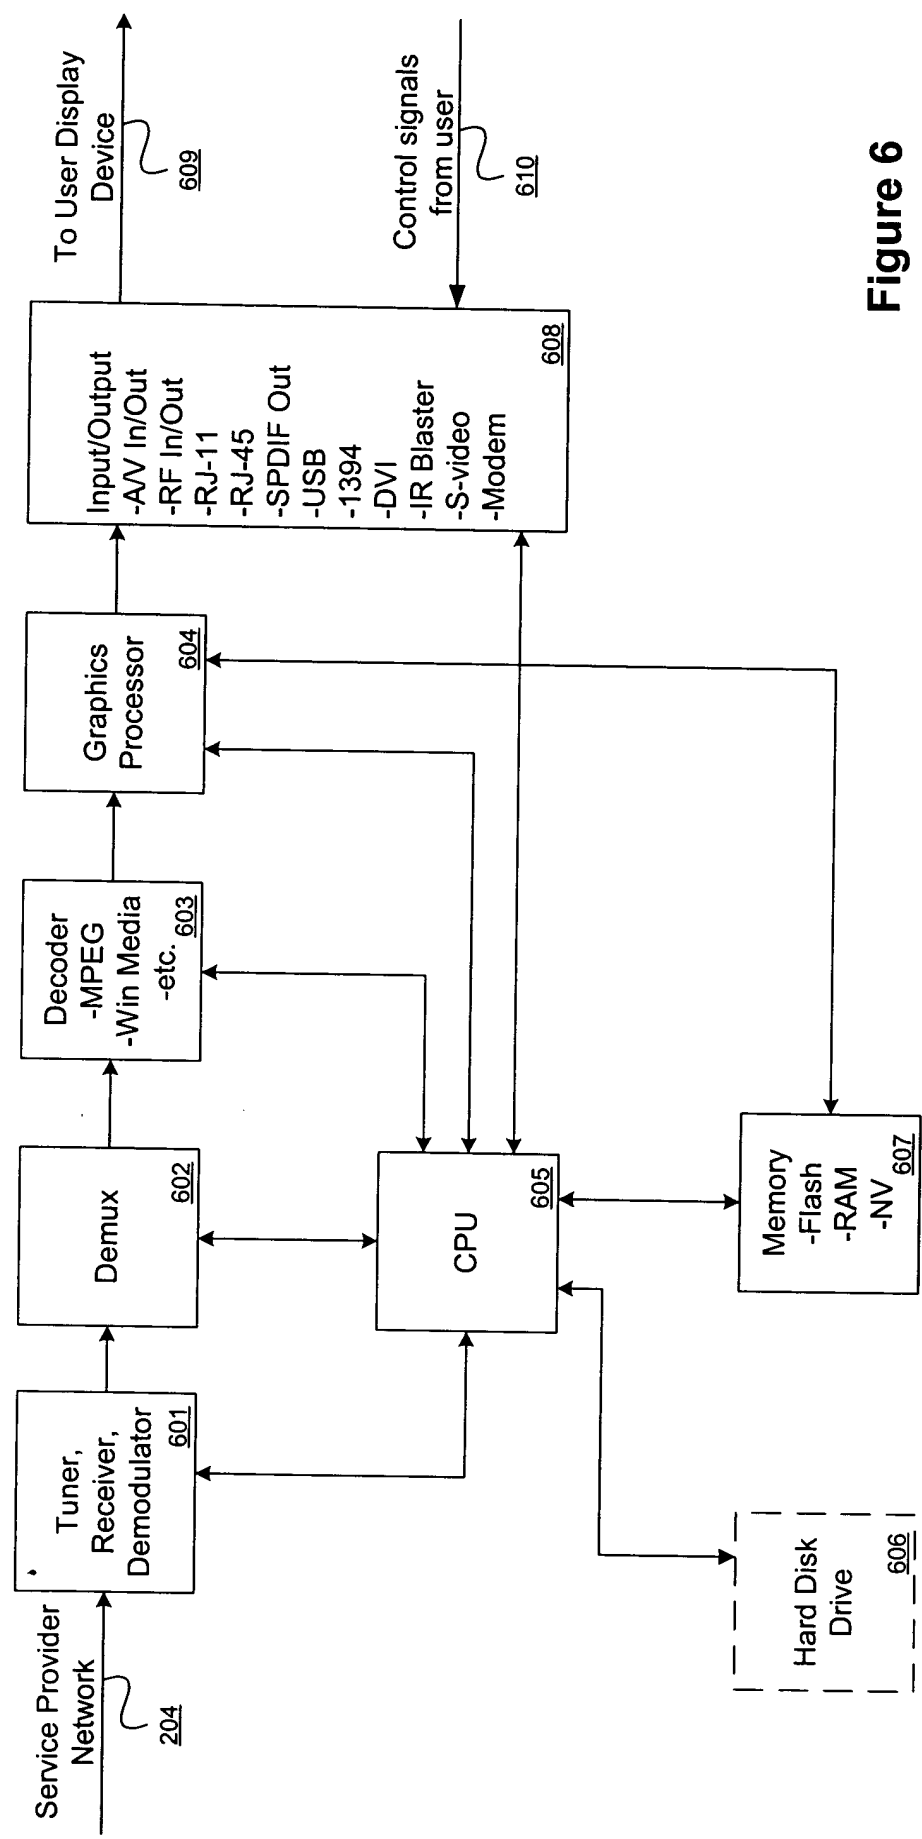 Service Provider
Network
204
Tuner,
Receiver,
Demodulator
601
Demux
602
Decoder
-MPEG
-Win Media
-etc.
603
Graphics
Processor
604
Input/Output
-A/V In/Out
-RF In/Out
-RJ-11
-RJ-45
-SPDIF Out
-USB
-1394
-DVI
-IR Blaster
-S-video
-Modem
608
To User Display
Device
609
Control signals
from user
610
CPU
605
Hard Disk
Drive
606
Memory
-Flash
-RAM
-NV
607
Figure 6